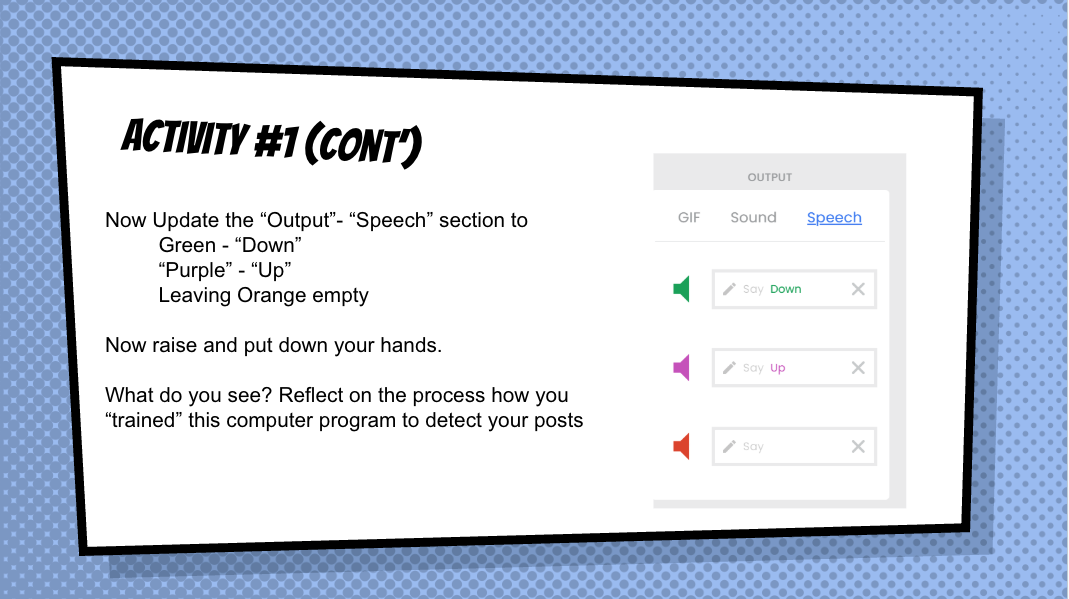 ACTIVITY #1 (CONT')
Now Update the “Output”- “Speech” section to
Green - “Down”
“Purple” - “Up”
Leaving Orange empty
Now raise and put down your hands.
What do you see? Reflect on the process how you
“trained” this computer program to detect your posts
OUTPUT
GIF Sound Speech
Say Down
Say Up
Say